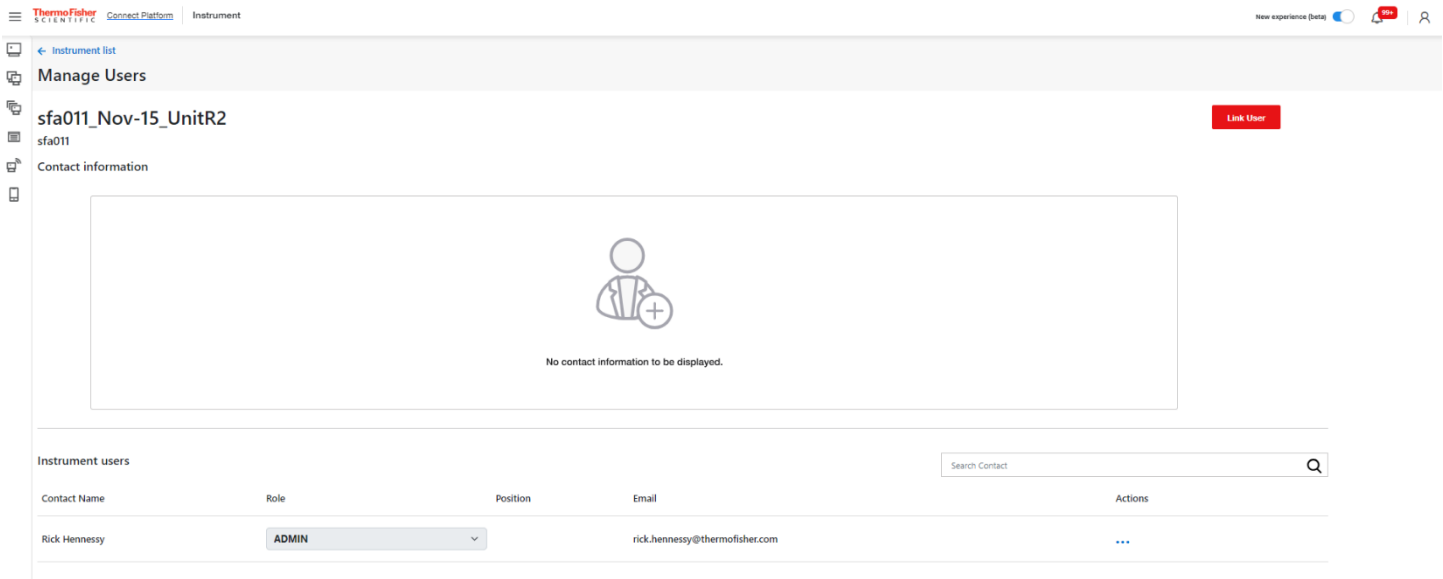 ThermoFisher
SCIENTIFIC
Connect Platform
Instrument
New experience (beta)
99+
← Instrument list
Manage Users
sfa011_Nov-15_UnitR2
Link User
sfa011
Contact information
No contact information to be displayed.
Instrument users
Search Contact
Contact Name Role Position Email Actions
Rick Hennessy ADMIN rick.hennessy@thermofisher.com ...